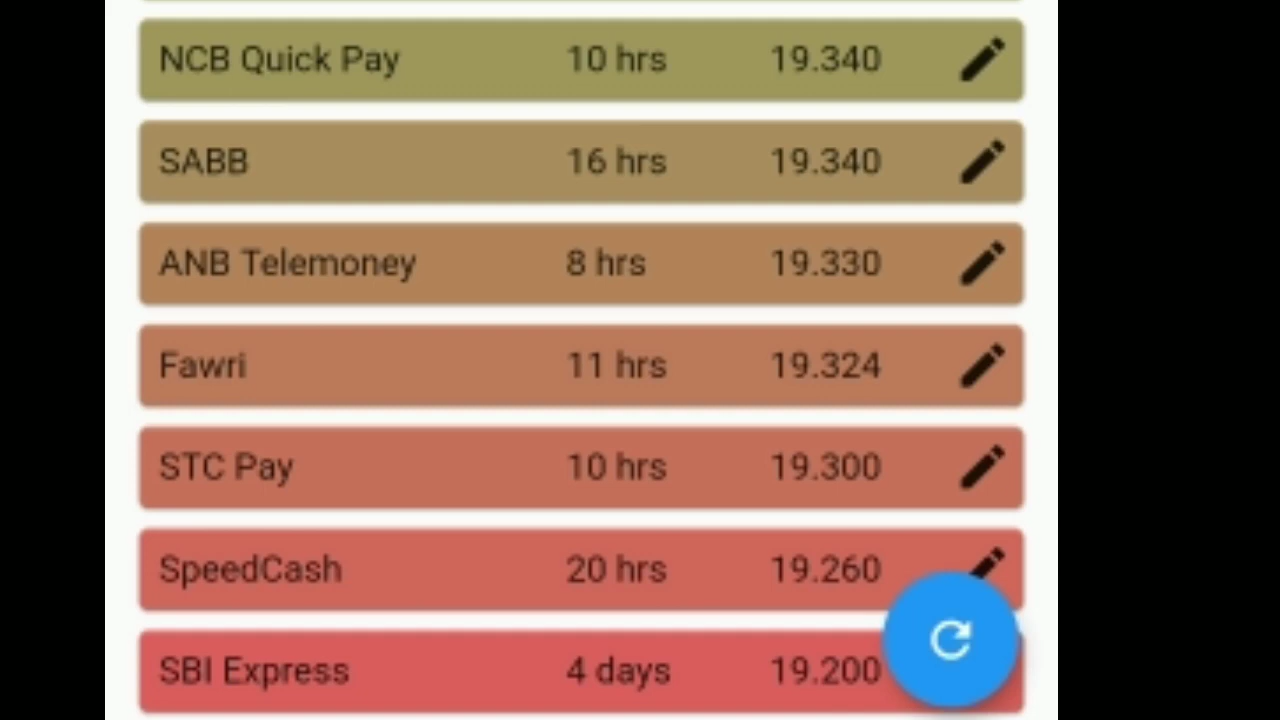 NCB Quick Pay 10 hrs 19.340
SABB 16 hrs 19.340
ANB Telemoney 8 hrs 19.330
Fawri 11 hrs 19.324
STC Pay 10 hrs 19.300
SpeedCash 20 hrs 19.260
SBI Express 4 days 19.200